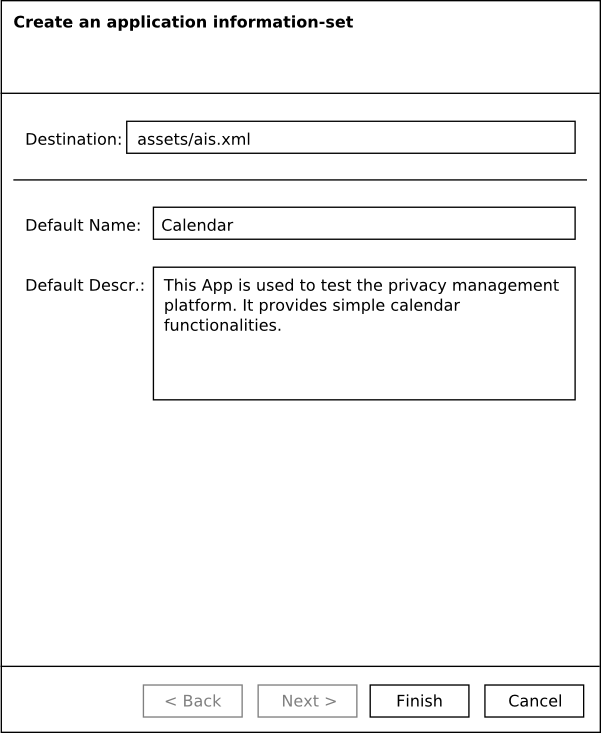 Create an application information-set
Destination: assets/ais.xml
Default Name: Calendar
Default Descr.: This App is used to test the privacy management
platform. It provides simple calendar
functionalities.
< Back Next > Finish Cancel